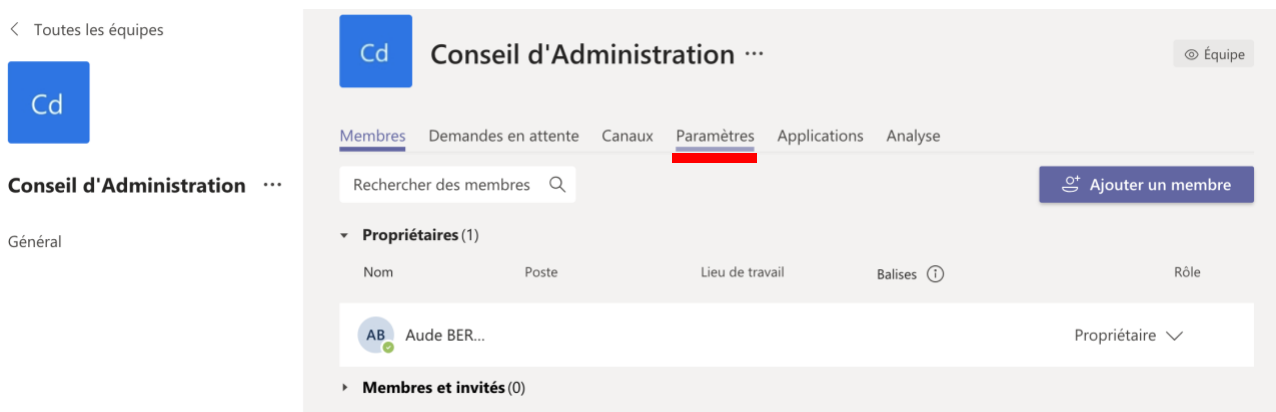 Toutes les équipes
Cd
Conseil d'Administration ...
Général
Cd
Conseil d'Administration ...
Équipe
Membres Demandes en attente Canaux Paramètres Applications Analyse
Rechercher des membres
Ajouter un membre
Propriétaires (1)
Nom Poste Lieu de travail Balises Rôle
AB Aude BER... Propriétaire
Membres et invités (0)